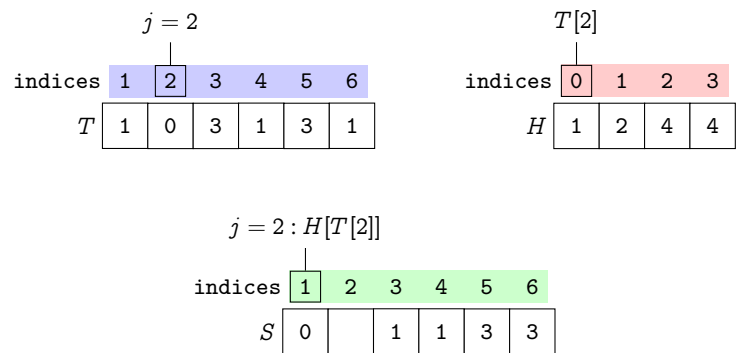 j = 2
indices 1 2 3 4 5 6
T 1 0 3 1 3 1
T[2]
indices 0 1 2 3
H 1 2 4 4
j = 2 : H[T[2]]
indices 1 2 3 4 5 6
S 0 1 1 3 3